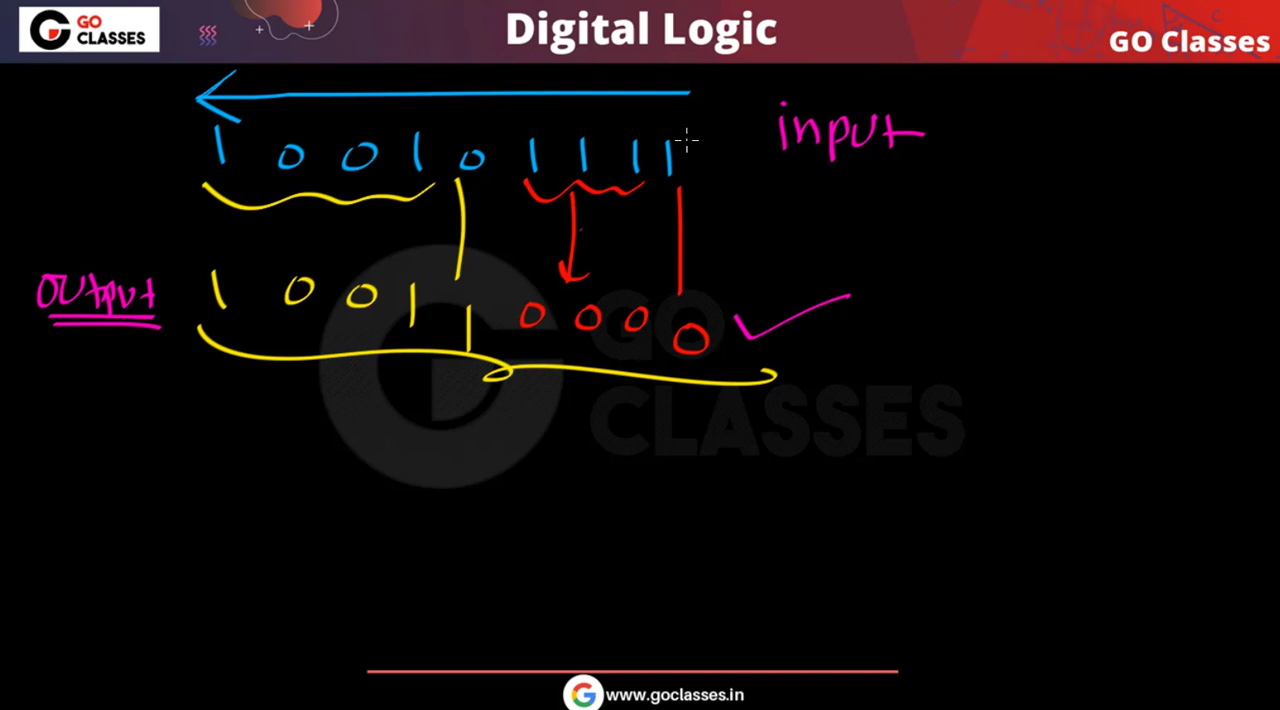 GO CLASSES
Digital Logic
GO Classes
1 0 0 1 0 1 1 1 1 input
output 1 0 0 1 1 0 0 0 0
GO
CLASSES
www.goclasses.in